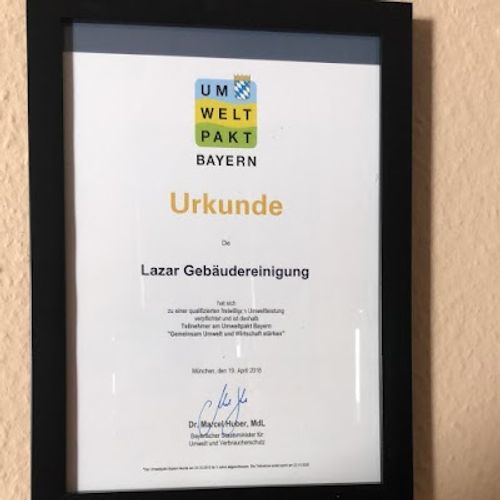 UM
WELT
PAKT
BAYERN
Urkunde
Die
Lazar Gebäudereinigung
hat sich
zu einer qualifizierten freiwilligen Umweltleistung
verpflichtet und ist deshalb
Teilnehmer am Umweltpakt Bayern
"Gemeinsam Umwelt und Wirtschaft stärken"
München, den 19. April 2018
Dr. Marcel Huber, MdL
Bayerischer Staatsminister für
Umwelt und Verbraucherschutz